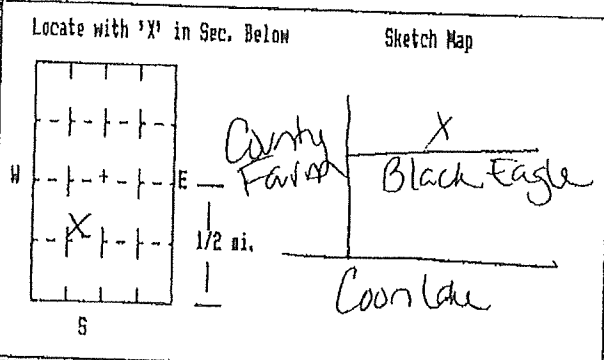 Locate with 'X' in Sec. Below
Sketch Map
W
E
X
1/2 mi.
S
County
Farm
X
Black Eagle
Coon Lake